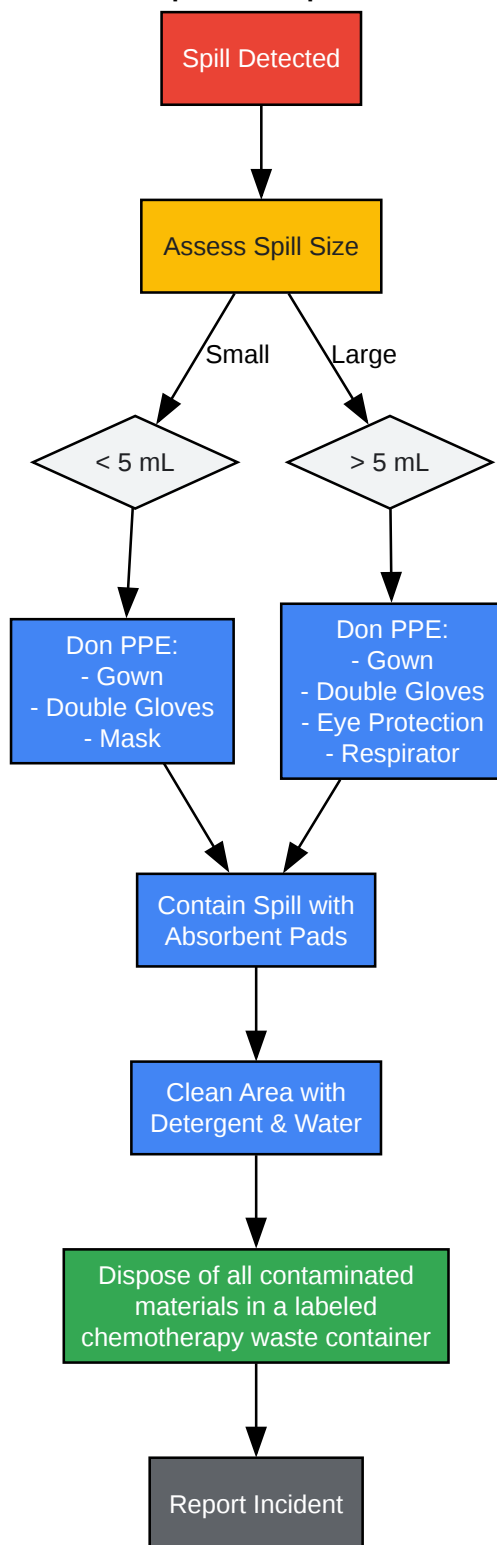 Spill Detected
Assess Spill Size
Small
Large
< 5 mL
> 5 mL
Don PPE:
- Gown
- Double Gloves
- Mask
Don PPE:
- Gown
- Double Gloves
- Eye Protection
- Respirator
Contain Spill with
Absorbent Pads
Clean Area with
Detergent & Water
Dispose of all contaminated
materials in a labeled
chemotherapy waste container
Report Incident